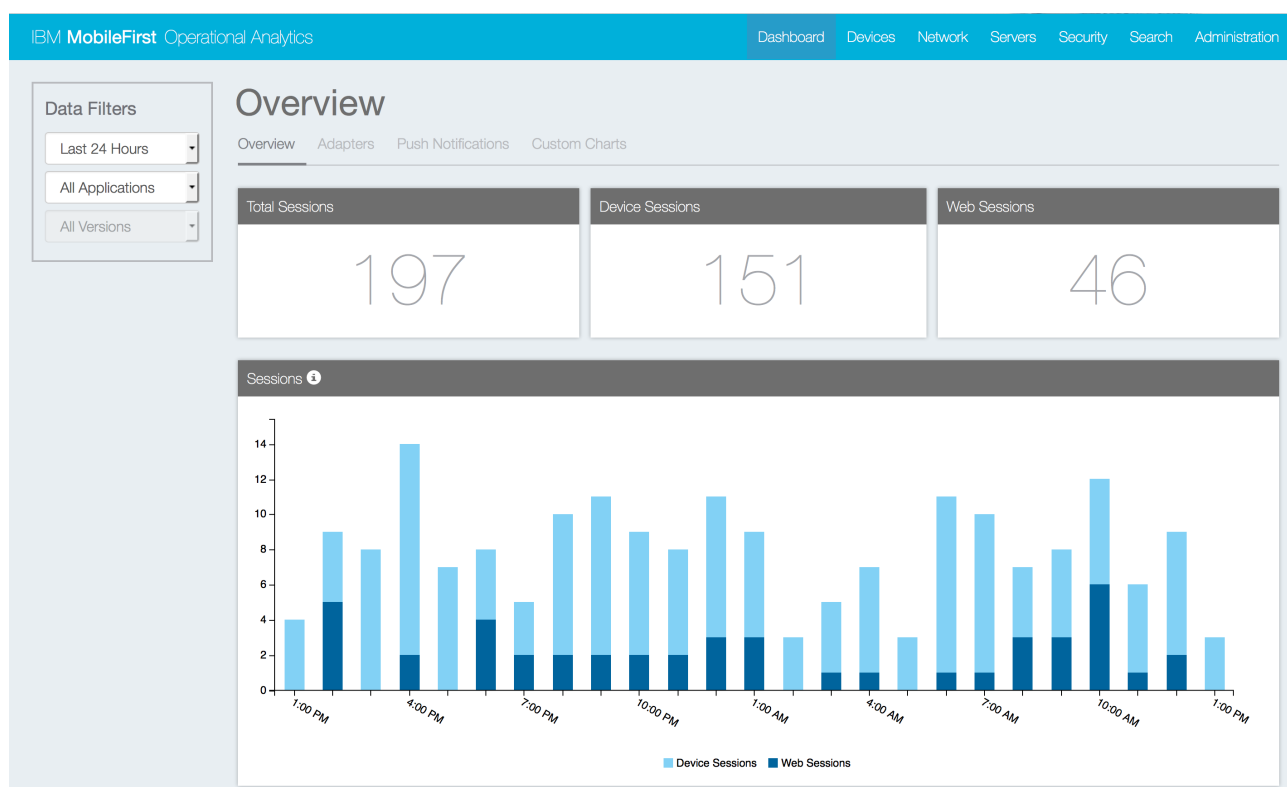 IBM MobileFirst Operational Analytics
Dashboard Devices Network Servers Security Search Administration
Data Filters
Last 24 Hours
All Applications
All Versions
Overview
Overview Adapters Push Notifications Custom Charts
Total Sessions
197
Device Sessions
151
Web Sessions
46
Sessions i
14
12
10
8
6
4
2
0
1:00 PM 4:00 PM 7:00 PM 10:00 PM 1:00 AM 4:00 AM 7:00 AM 10:00 AM 1:00 PM
Device Sessions Web Sessions